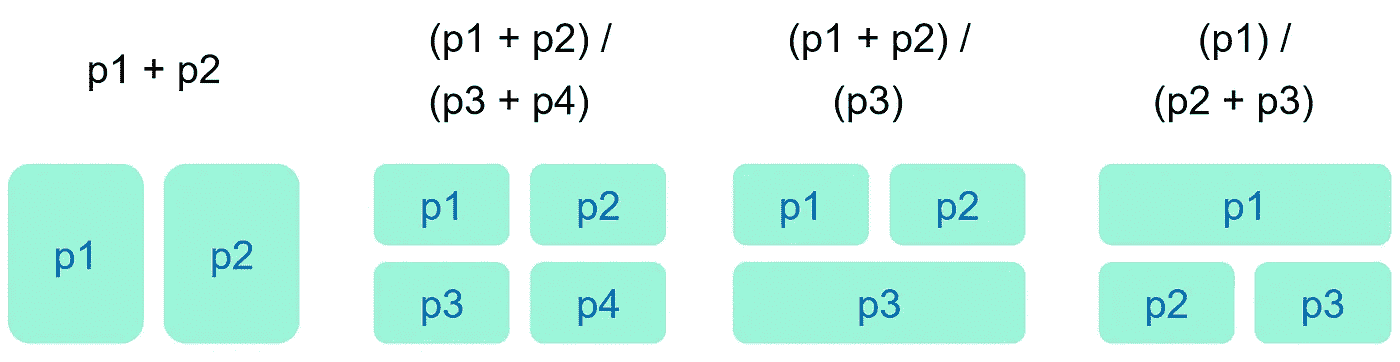 p1 + p2
(p1 + p2) /
(p3 + p4)
(p1 + p2) /
(p3)
(p1) /
(p2 + p3)
p1
p2
p1
p2
p3
p4
p1
p2
p3
p1
p2
p3